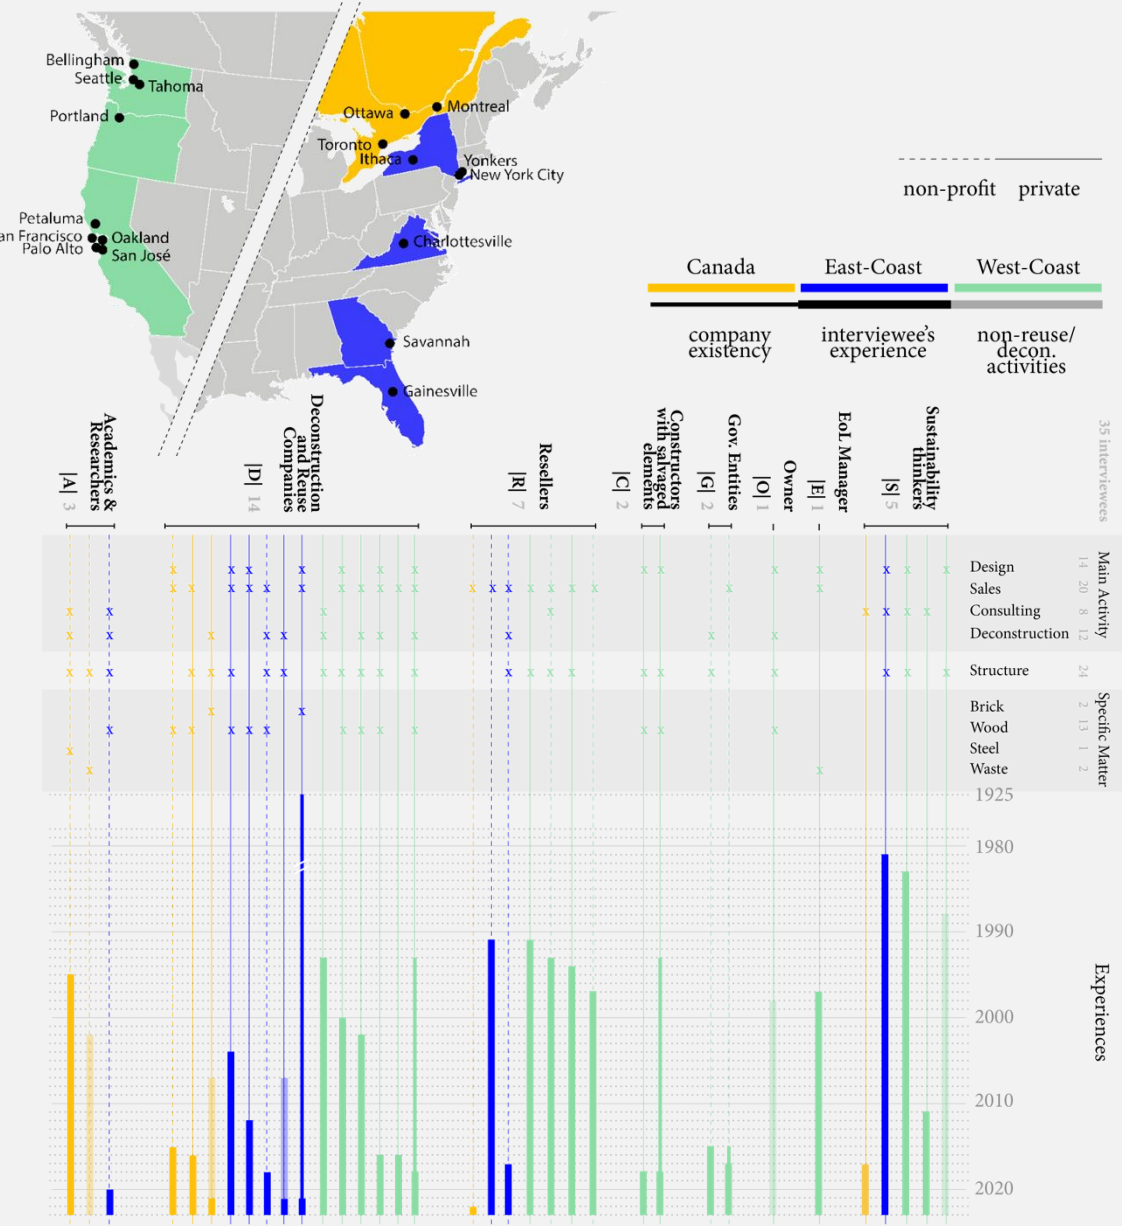 Bellingham
Seattle
Tahoma
Portland
Petaluma
an Francisco
Oakland
Palo Alto
San José
Ottawa
Montreal
Toronto
Ithaca
Yonkers
New York City
Charlottesville
Savannah
Gainesville
non-profit private
Canada East-Coast West-Coast
company
existency
interviewee's
experience
non-reuse/
decon.
activities
|A| 3
Academics &
Researchers
|D| 14
Deconstruction
and Reuse
Companies
|R| 7
Resellers
|C| 2
Constructors
with salvaged
elements
|G| 2
Gov. Entities
|O| 1
Owner
|E| 1
EoL Manager
|S| 5
Sustainability
thinkers
35 interviewees
Main Activity
Design 14
Sales 20
Consulting 8
Deconstruction 12
Structure 24
Specific Matter
Brick 2
Wood 13
Steel 1
Waste 2
1925
1980
1990
2000
2010
2020
Experiences